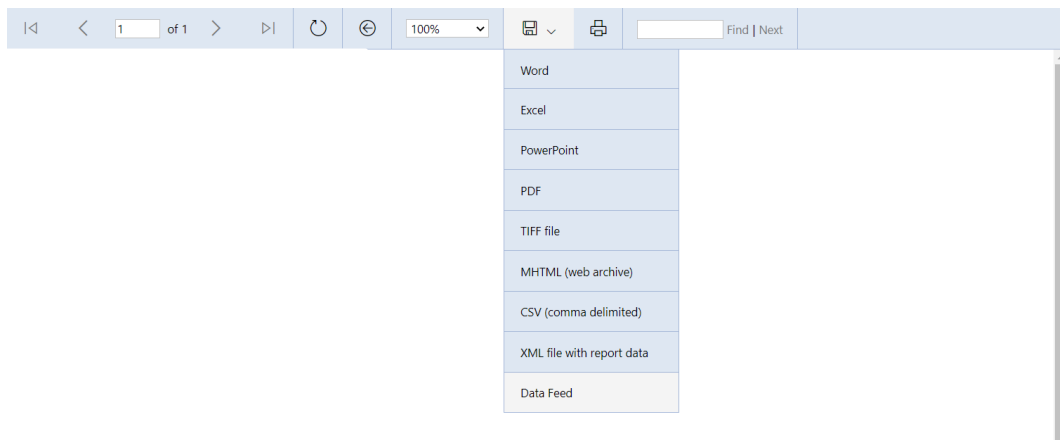 1 of 1 100% Find | Next
Word
Excel
PowerPoint
PDF
TIFF file
MHTML (web archive)
CSV (comma delimited)
XML file with report data
Data Feed